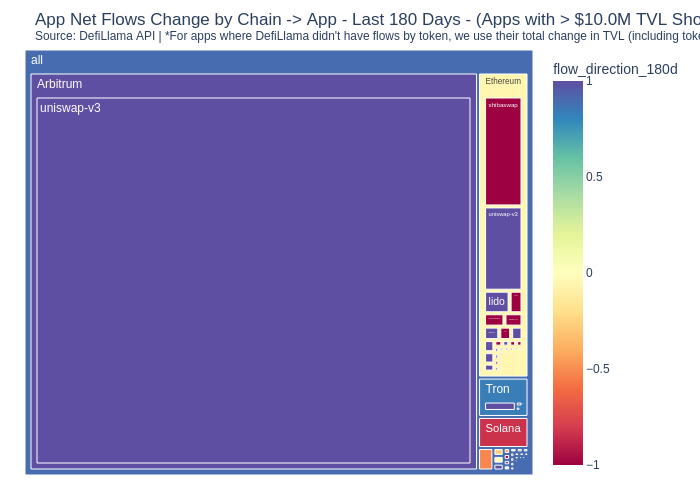 App Net Flows Change by Chain -> App - Last 180 Days - (Apps with > $10.0M TVL Sho
Source: DefiLlama API | *For apps where DefiLlama didn't have flows by token, we use their total change in TVL (including toke
all
Arbitrum
uniswap-v3
Ethereum
shibaswap
uniswap-v3
lido
Tron
Solana
flow_direction_180d
1
0.5
0
−0.5
−1